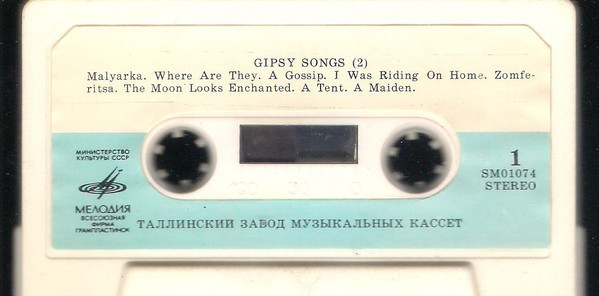 GIPSY SONGS (2)
Malyarka. Where Are They. A Gossip. I Was Riding On Home. Zomfe-
ritsa. The Moon Looks Enchanted. A Tent. A Maiden.
МИНИСТЕРСТВО
КУЛЬТУРЫ СССР
1
SM01074
STEREO
МЕЛОДИЯ
ВСЕСОЮЗНАЯ
ФИРМА
ГРАМПЛАСТИНОК
ТАЛЛИНСКИЙ ЗАВОД МУЗЫКАЛЬНЫХ КАССЕТ